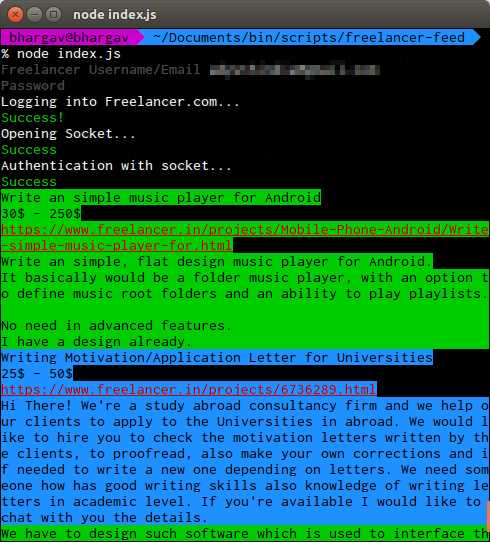 node index.js
bhargav@bhargav ~/Documents/bin/scripts/freelancer-feed
% node index.js
Freelancer Username/Email
Password
Logging into Freelancer.com...
Success!
Opening Socket...
Success
Authentication with socket...
Success
Write an simple music player for Android
30$ - 250$
https://www.freelancer.in/projects/Mobile-Phone-Android/Write
-simple-music-player-for.html
Write an simple, flat design music player for Android.
It basically would be a folder music player, with an option t
o define music root folders and an ability to play playlists.
No need in advanced features.
I have a design already.
Writing Motivation/Application Letter for Universities
25$ - 50$
https://www.freelancer.in/projects/6736289.html
Hi There! We're a study abroad consultancy firm and we help o
ur clients to apply to the Universities in abroad. We would l
ike to hire you to check the motivation letters written by th
e clients, to proofread, also make your own corrections and i
f needed to write a new one depending on letters. We need som
eone how has good writing skills also knowledge of writing le
tters in academic level. If you're available I would like to
chat with you the details.
We have to design such software which is used to interface th